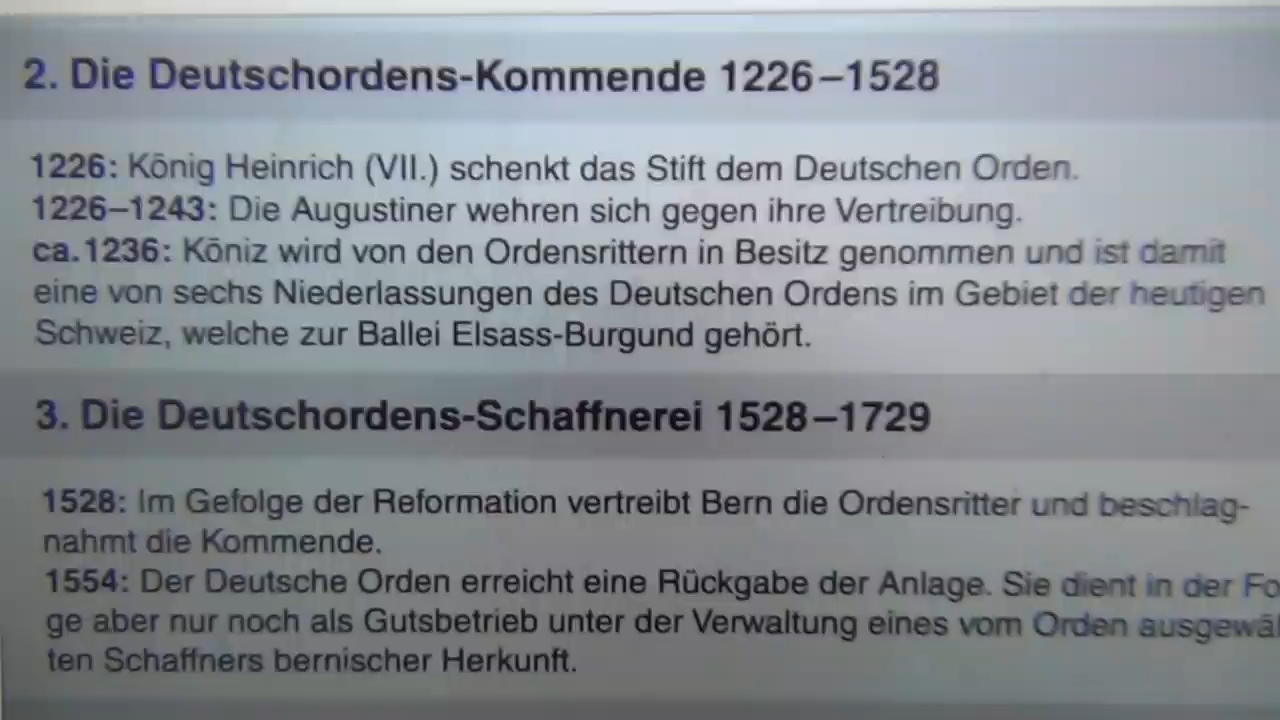 2. Die Deutschordens-Kommende 1226–1528
1226: König Heinrich (VII.) schenkt das Stift dem Deutschen Orden.
1226–1243: Die Augustiner wehren sich gegen ihre Vertreibung.
ca.1236: Köniz wird von den Ordensrittern in Besitz genommen und ist damit
eine von sechs Niederlassungen des Deutschen Ordens im Gebiet der heutigen
Schweiz, welche zur Ballei Elsass-Burgund gehört.
3. Die Deutschordens-Schaffnerei 1528–1729
1528: Im Gefolge der Reformation vertreibt Bern die Ordensritter und beschlag-
nahmt die Kommende.
1554: Der Deutsche Orden erreicht eine Rückgabe der Anlage. Sie dient in der Fo
ge aber nur noch als Gutsbetrieb unter der Verwaltung eines vom Orden ausgewäl
ten Schaffners bernischer Herkunft.